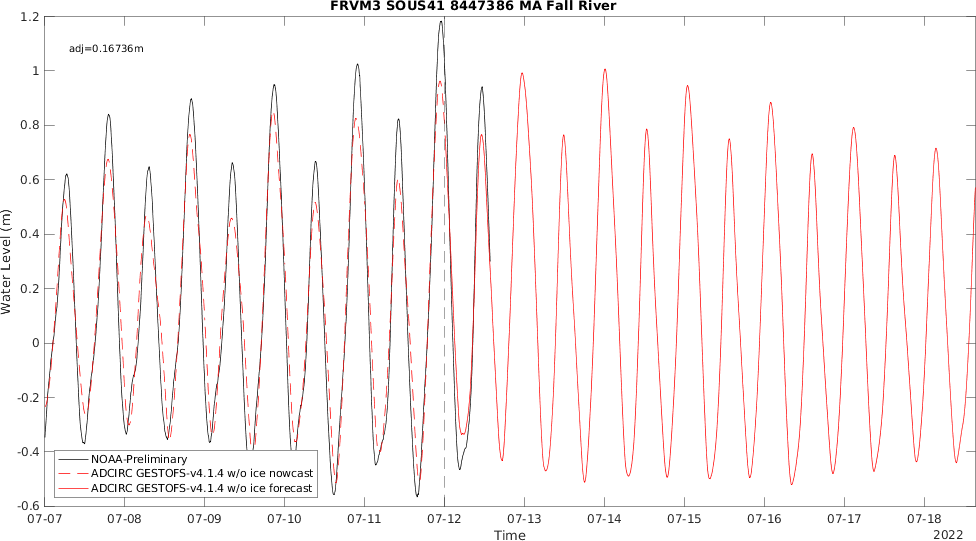 FRVM3 SOUS41 8447386 MA Fall River
adj=0.16736m
1.2
1
0.8
0.6
0.4
0.2
0
-0.2
-0.4
-0.6
Water Level (m)
NOAA-Preliminary
ADCIRC GESTOFS-v4.1.4 w/o ice nowcast
ADCIRC GESTOFS-v4.1.4 w/o ice forecast
07-07 07-08 07-09 07-10 07-11 07-12 07-13 07-14 07-15 07-16 07-17 07-18
Time
2022